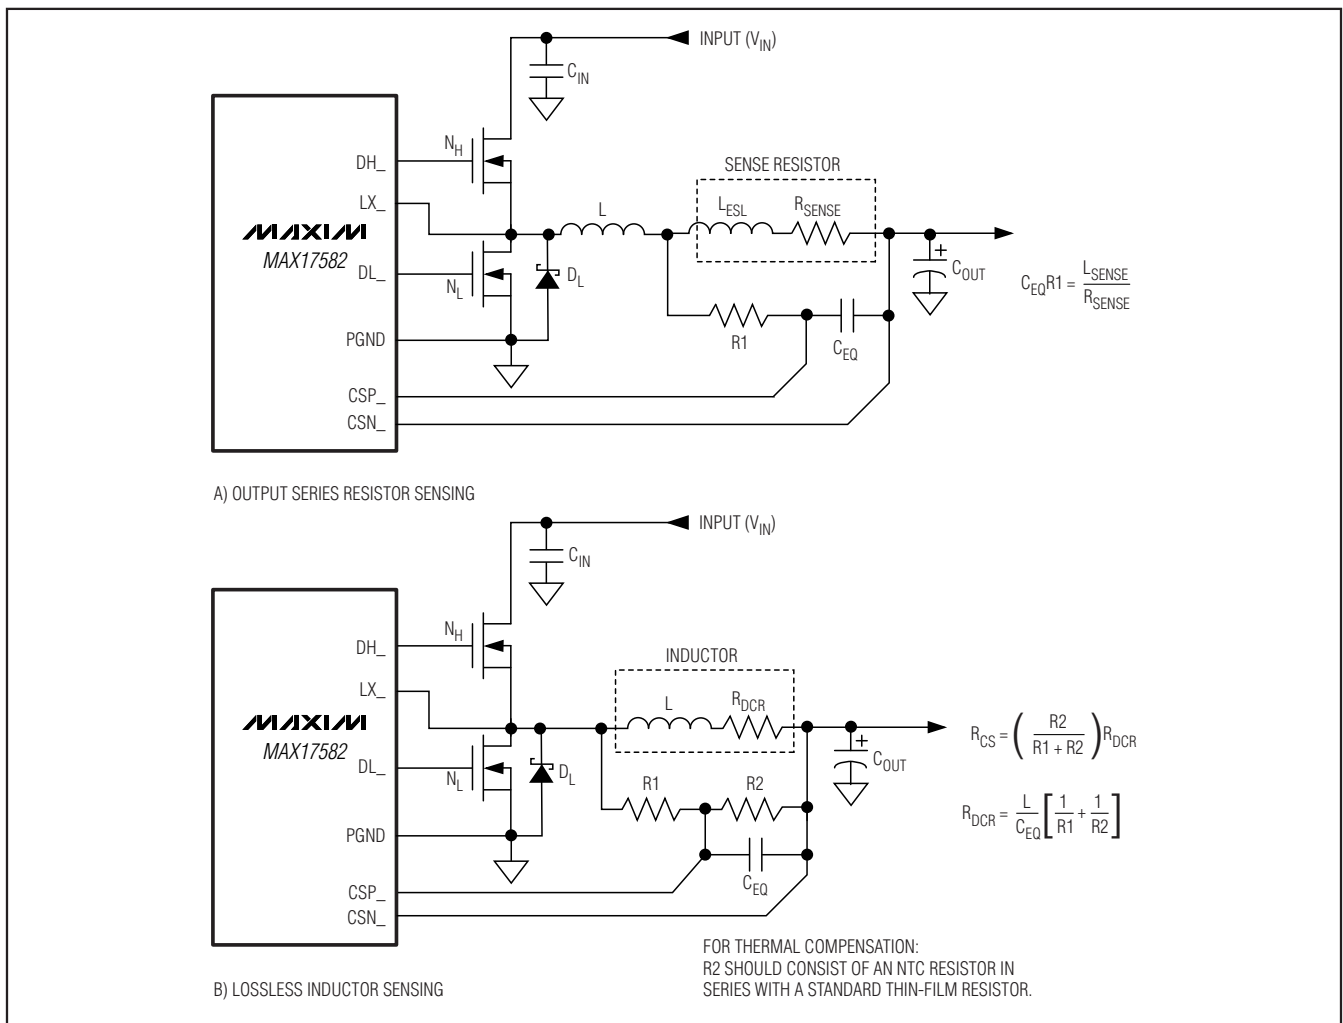 INPUT (VIN)
CIN
NH
DH_
SENSE RESISTOR
LX_
L
LESL
RSENSE
MAXIM
MAX17582
DL_
NL
DL
COUT
+
CEQR1 = LSENSE / RSENSE
PGND
R1
CEQ
CSP_
CSN_
A) OUTPUT SERIES RESISTOR SENSING
INPUT (VIN)
CIN
NH
DH_
INDUCTOR
LX_
L
RDCR
MAXIM
MAX17582
RCS = (R2 / R1 + R2) RDCR
DL_
NL
DL
COUT
+
R1
R2
RDCR = L / CEQ [1 / R1 + 1 / R2]
PGND
CEQ
CSP_
CSN_
FOR THERMAL COMPENSATION:
R2 SHOULD CONSIST OF AN NTC RESISTOR IN
SERIES WITH A STANDARD THIN-FILM RESISTOR.
B) LOSSLESS INDUCTOR SENSING